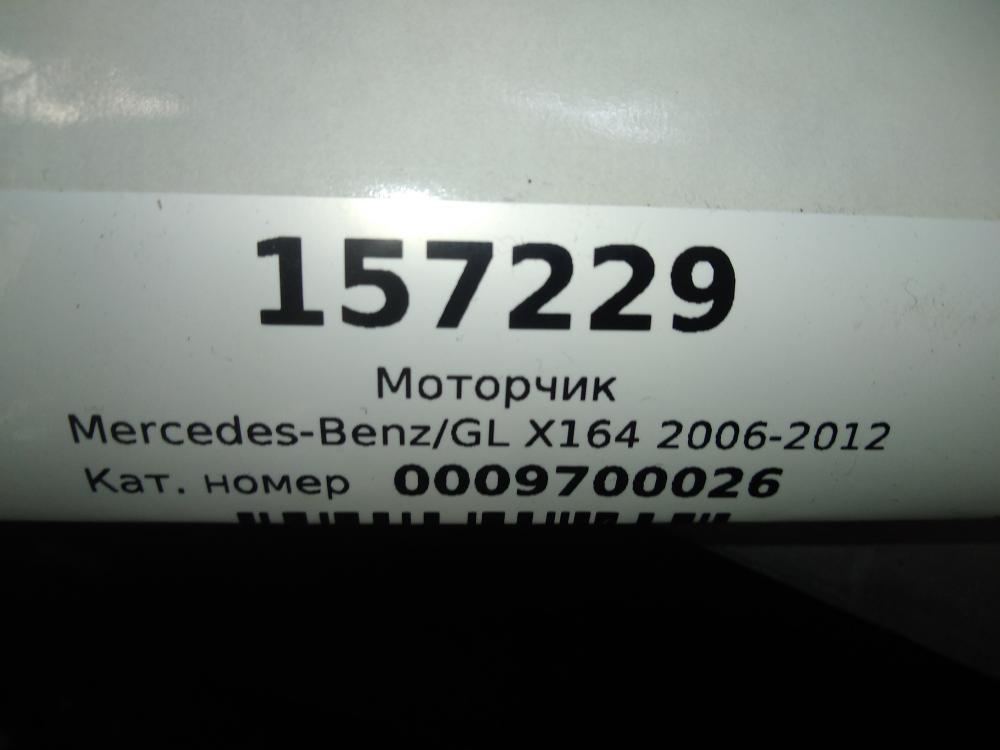 157229
Моторчик
Mercedes-Benz/GL X164 2006-2012
Кат. номер 0009700026